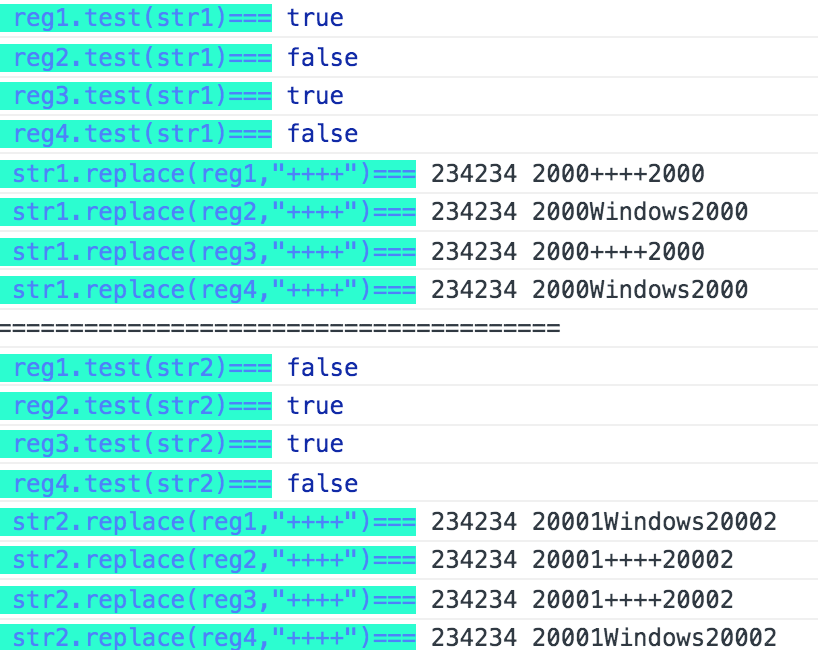 reg1.test(str1)=== true
reg2.test(str1)=== false
reg3.test(str1)=== true
reg4.test(str1)=== false
str1.replace(reg1,"++++")=== 234234 2000++++2000
str1.replace(reg2,"++++")=== 234234 2000Windows2000
str1.replace(reg3,"++++")=== 234234 2000++++2000
str1.replace(reg4,"++++")=== 234234 2000Windows2000
=======================================
reg1.test(str2)=== false
reg2.test(str2)=== true
reg3.test(str2)=== true
reg4.test(str2)=== false
str2.replace(reg1,"++++")=== 234234 20001Windows20002
str2.replace(reg2,"++++")=== 234234 20001++++20002
str2.replace(reg3,"++++")=== 234234 20001++++20002
str2.replace(reg4,"++++")=== 234234 20001Windows20002